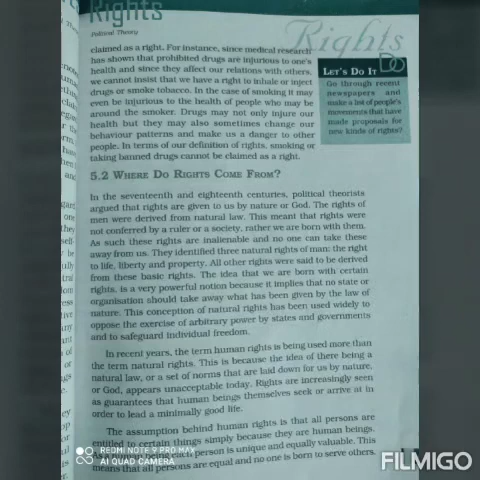 Rights
Political Theory
Rights
claimed as a right. For instance, since medical research
has shown that prohibited drugs are injurious to one's
health and since they affect our relations with others,
we cannot insist that we have a right to inhale or inject
drugs or smoke tobacco. In the case of smoking it may
even be injurious to the health of people who may be
around the smoker. Drugs may not only injure our
health but they may also sometimes change our
behaviour patterns and make us a danger to other
people. In terms of our definition of rights, smoking or
taking banned drugs cannot be claimed as a right.
LET'S DO IT
Go through recent
newspapers and
make a list of people's
movements that have
made proposals for
new kinds of rights?
5.2 WHERE DO RIGHTS COME FROM?
In the seventeenth and eighteenth centuries, political theorists
argued that rights are given to us by nature or God. The rights of
men were derived from natural law. This meant that rights were
not conferred by a ruler or a society, rather we are born with them.
As such these rights are inalienable and no one can take these
away from us. They identified three natural rights of man: the right
to life, liberty and property. All other rights were said to be derived
from these basic rights. The idea that we are born with certain
rights, is a very powerful notion because it implies that no state or
organisation should take away what has been given by the law of
nature. This conception of natural rights has been used widely to
oppose the exercise of arbitrary power by states and governments
and to safeguard individual freedom.
In recent years, the term human rights is being used more than
the term natural rights. This is because the idea of there being a
natural law, or a set of norms that are laid down for us by nature,
or God, appears unacceptable today. Rights are increasingly seen
as guarantees that human beings themselves seek or arrive at in
order to lead a minimally good life.
The assumption behind human rights is that all persons are
entitled to certain things simply because they are human beings.
As a human being each person is unique and equally valuable. This
means that all persons are equal and no one is born to serve others.
REDMI NOTE 9 PRO MAX
AI QUAD CAMERA
FILMIGO